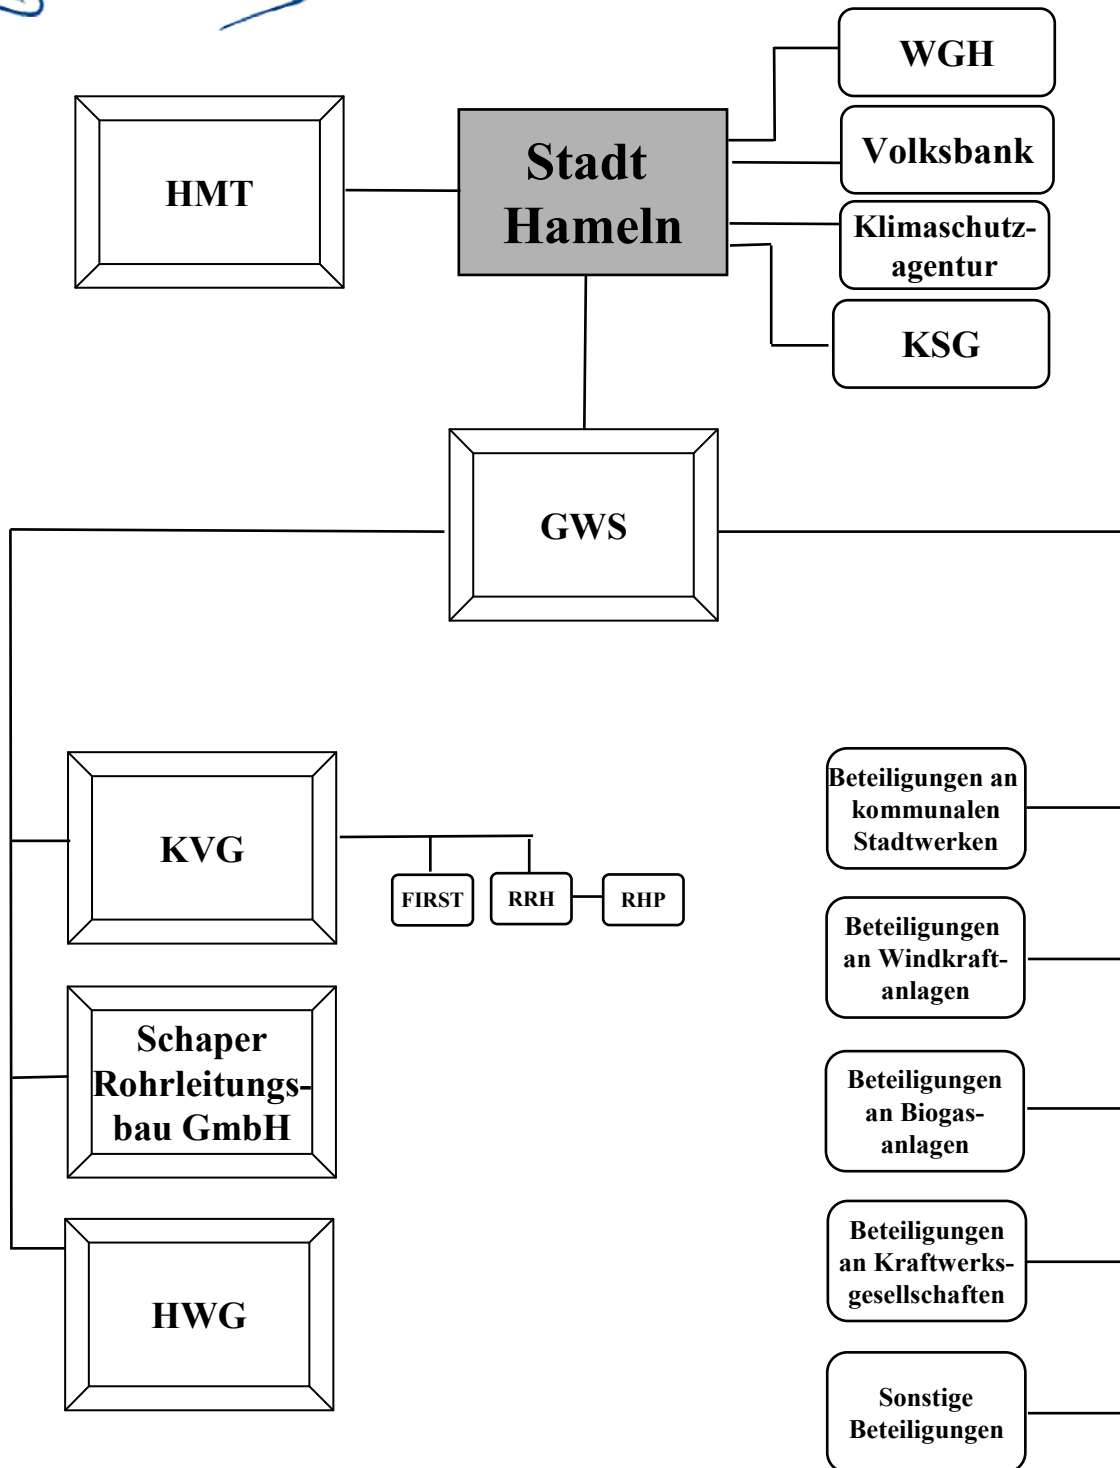 WGH
Volksbank
Klimaschutz-
agentur
KSG
HMT
Stadt
Hameln
GWS
KVG
FIRST
RRH
RHP
Schaper
Rohrleitungs-
bau GmbH
HWG
Beteiligungen an
kommunalen
Stadtwerken
Beteiligungen
an Windkraft-
anlagen
Beteiligungen
an Biogas-
anlagen
Beteiligungen
an Kraftwerks-
gesellschaften
Sonstige
Beteiligungen